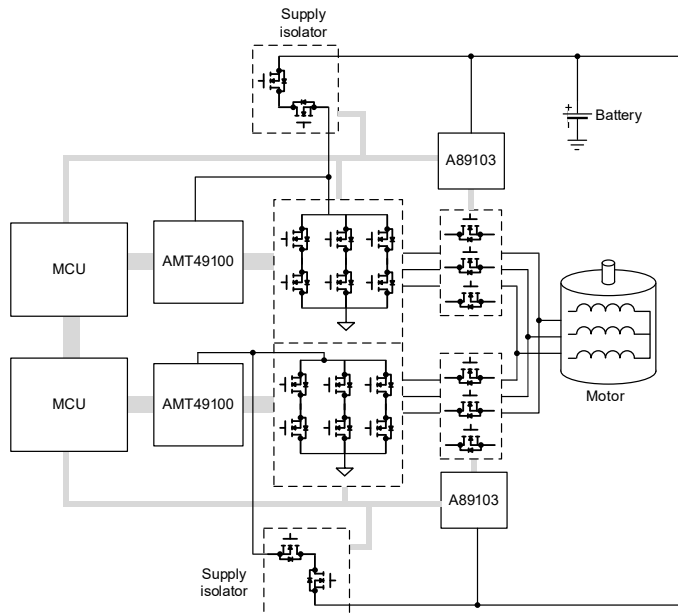 Supply
isolator
+
Battery
A89103
MCU
AMT49100
MCU
AMT49100
Motor
A89103
Supply
isolator